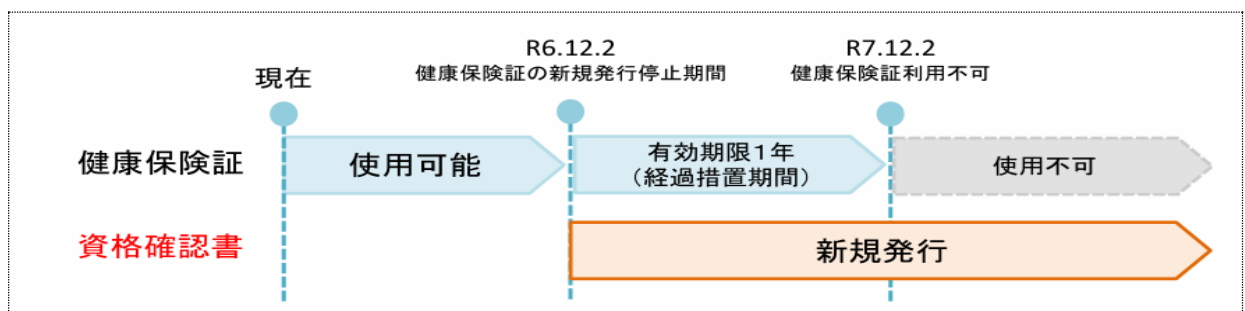 現在
R6.12.2
健康保険証の新規発行停止期間
R7.12.2
健康保険証利用不可
健康保険証
使用可能
有効期限1年
（経過措置期間）
使用不可
資格確認書
新規発行